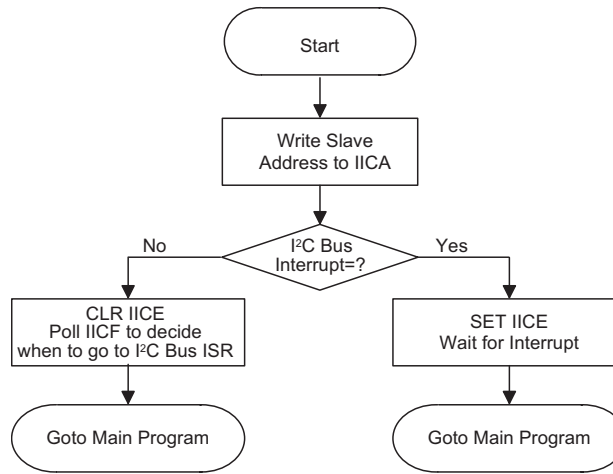 Start
Write Slave
Address to IICA
I²C Bus
Interrupt=?
No
Yes
CLR IICE
Poll IICF to decide
when to go to I²C Bus ISR
SET IICE
Wait for Interrupt
Goto Main Program
Goto Main Program